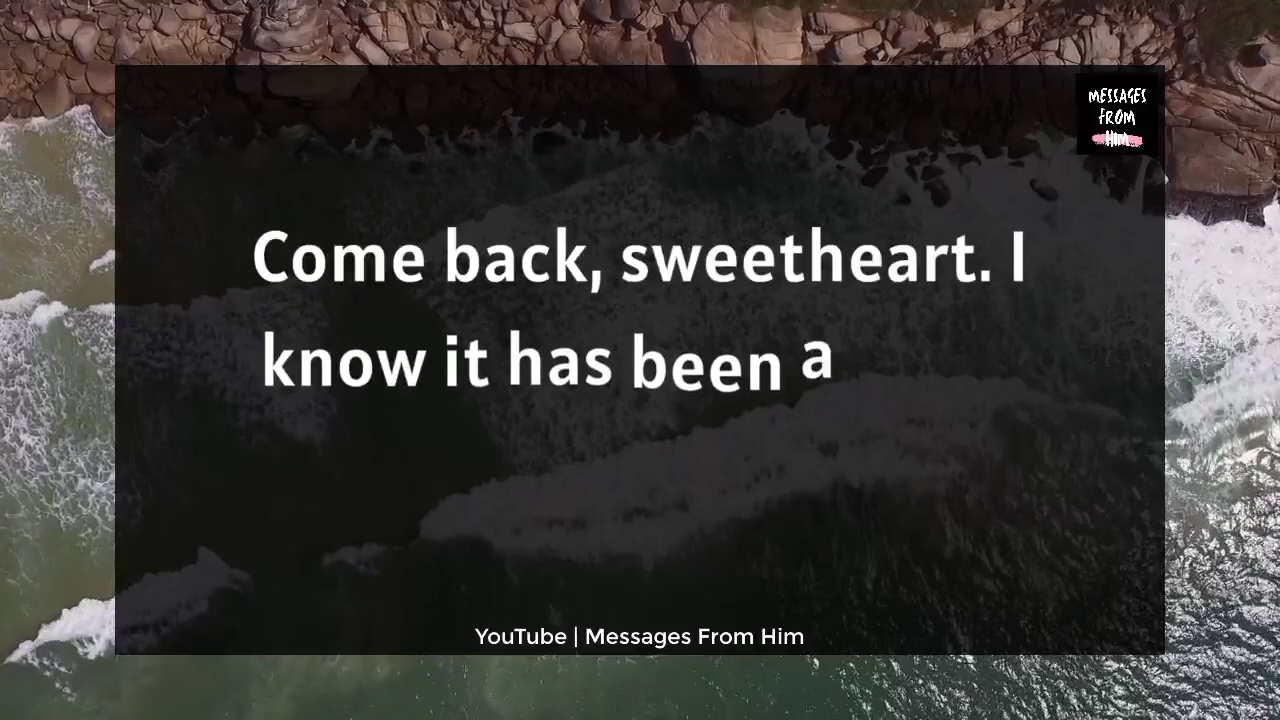 MESSAGES
FROM
HIM
Come back, sweetheart. I
know it has been a
YouTube | Messages From Him